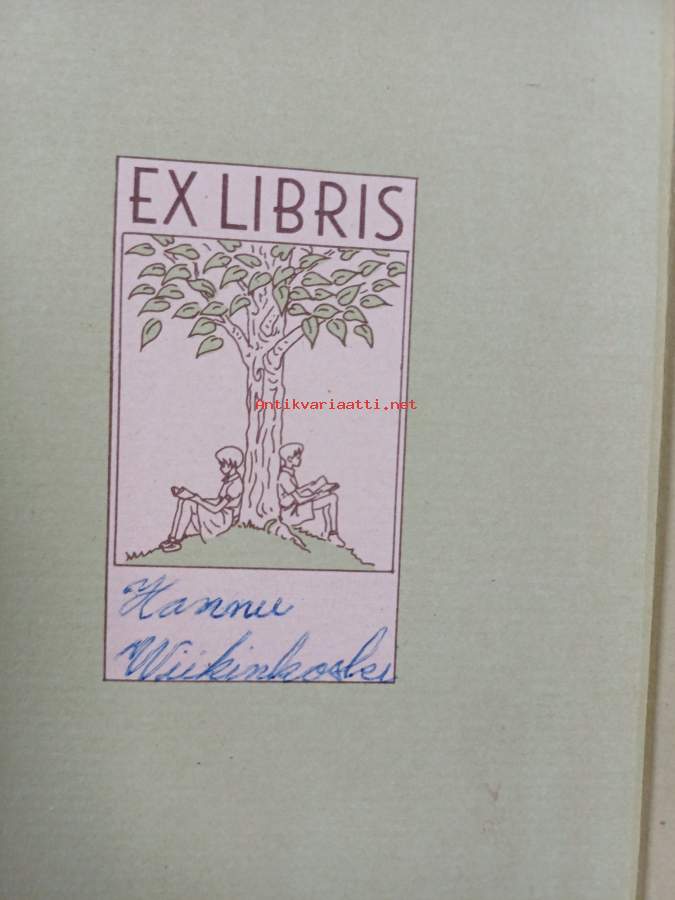 EX LIBRIS
Antikvariaatti.net
Hannu
Wiikinkoski